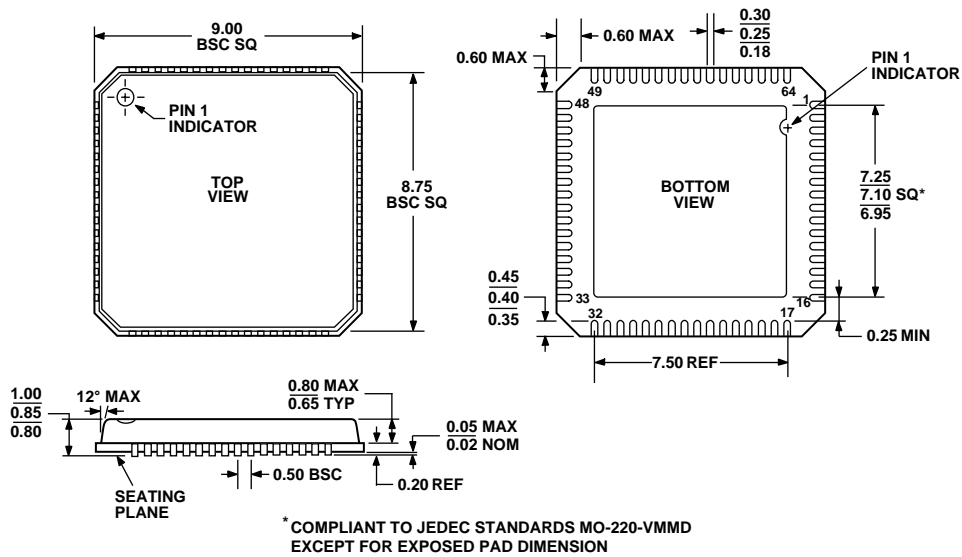 9.00
BSC SQ
PIN 1
INDICATOR
TOP
VIEW
8.75
BSC SQ
0.60 MAX
0.60 MAX
0.30
0.25
0.18
PIN 1
INDICATOR
49
64
48
1
BOTTOM
VIEW
7.25
7.10 SQ*
6.95
0.45
0.40
0.35
33
16
32
17
0.25 MIN
7.50 REF
1.00
0.85
0.80
12° MAX
0.80 MAX
0.65 TYP
0.05 MAX
0.02 NOM
0.50 BSC
0.20 REF
SEATING
PLANE
*COMPLIANT TO JEDEC STANDARDS MO-220-VMMD
EXCEPT FOR EXPOSED PAD DIMENSION